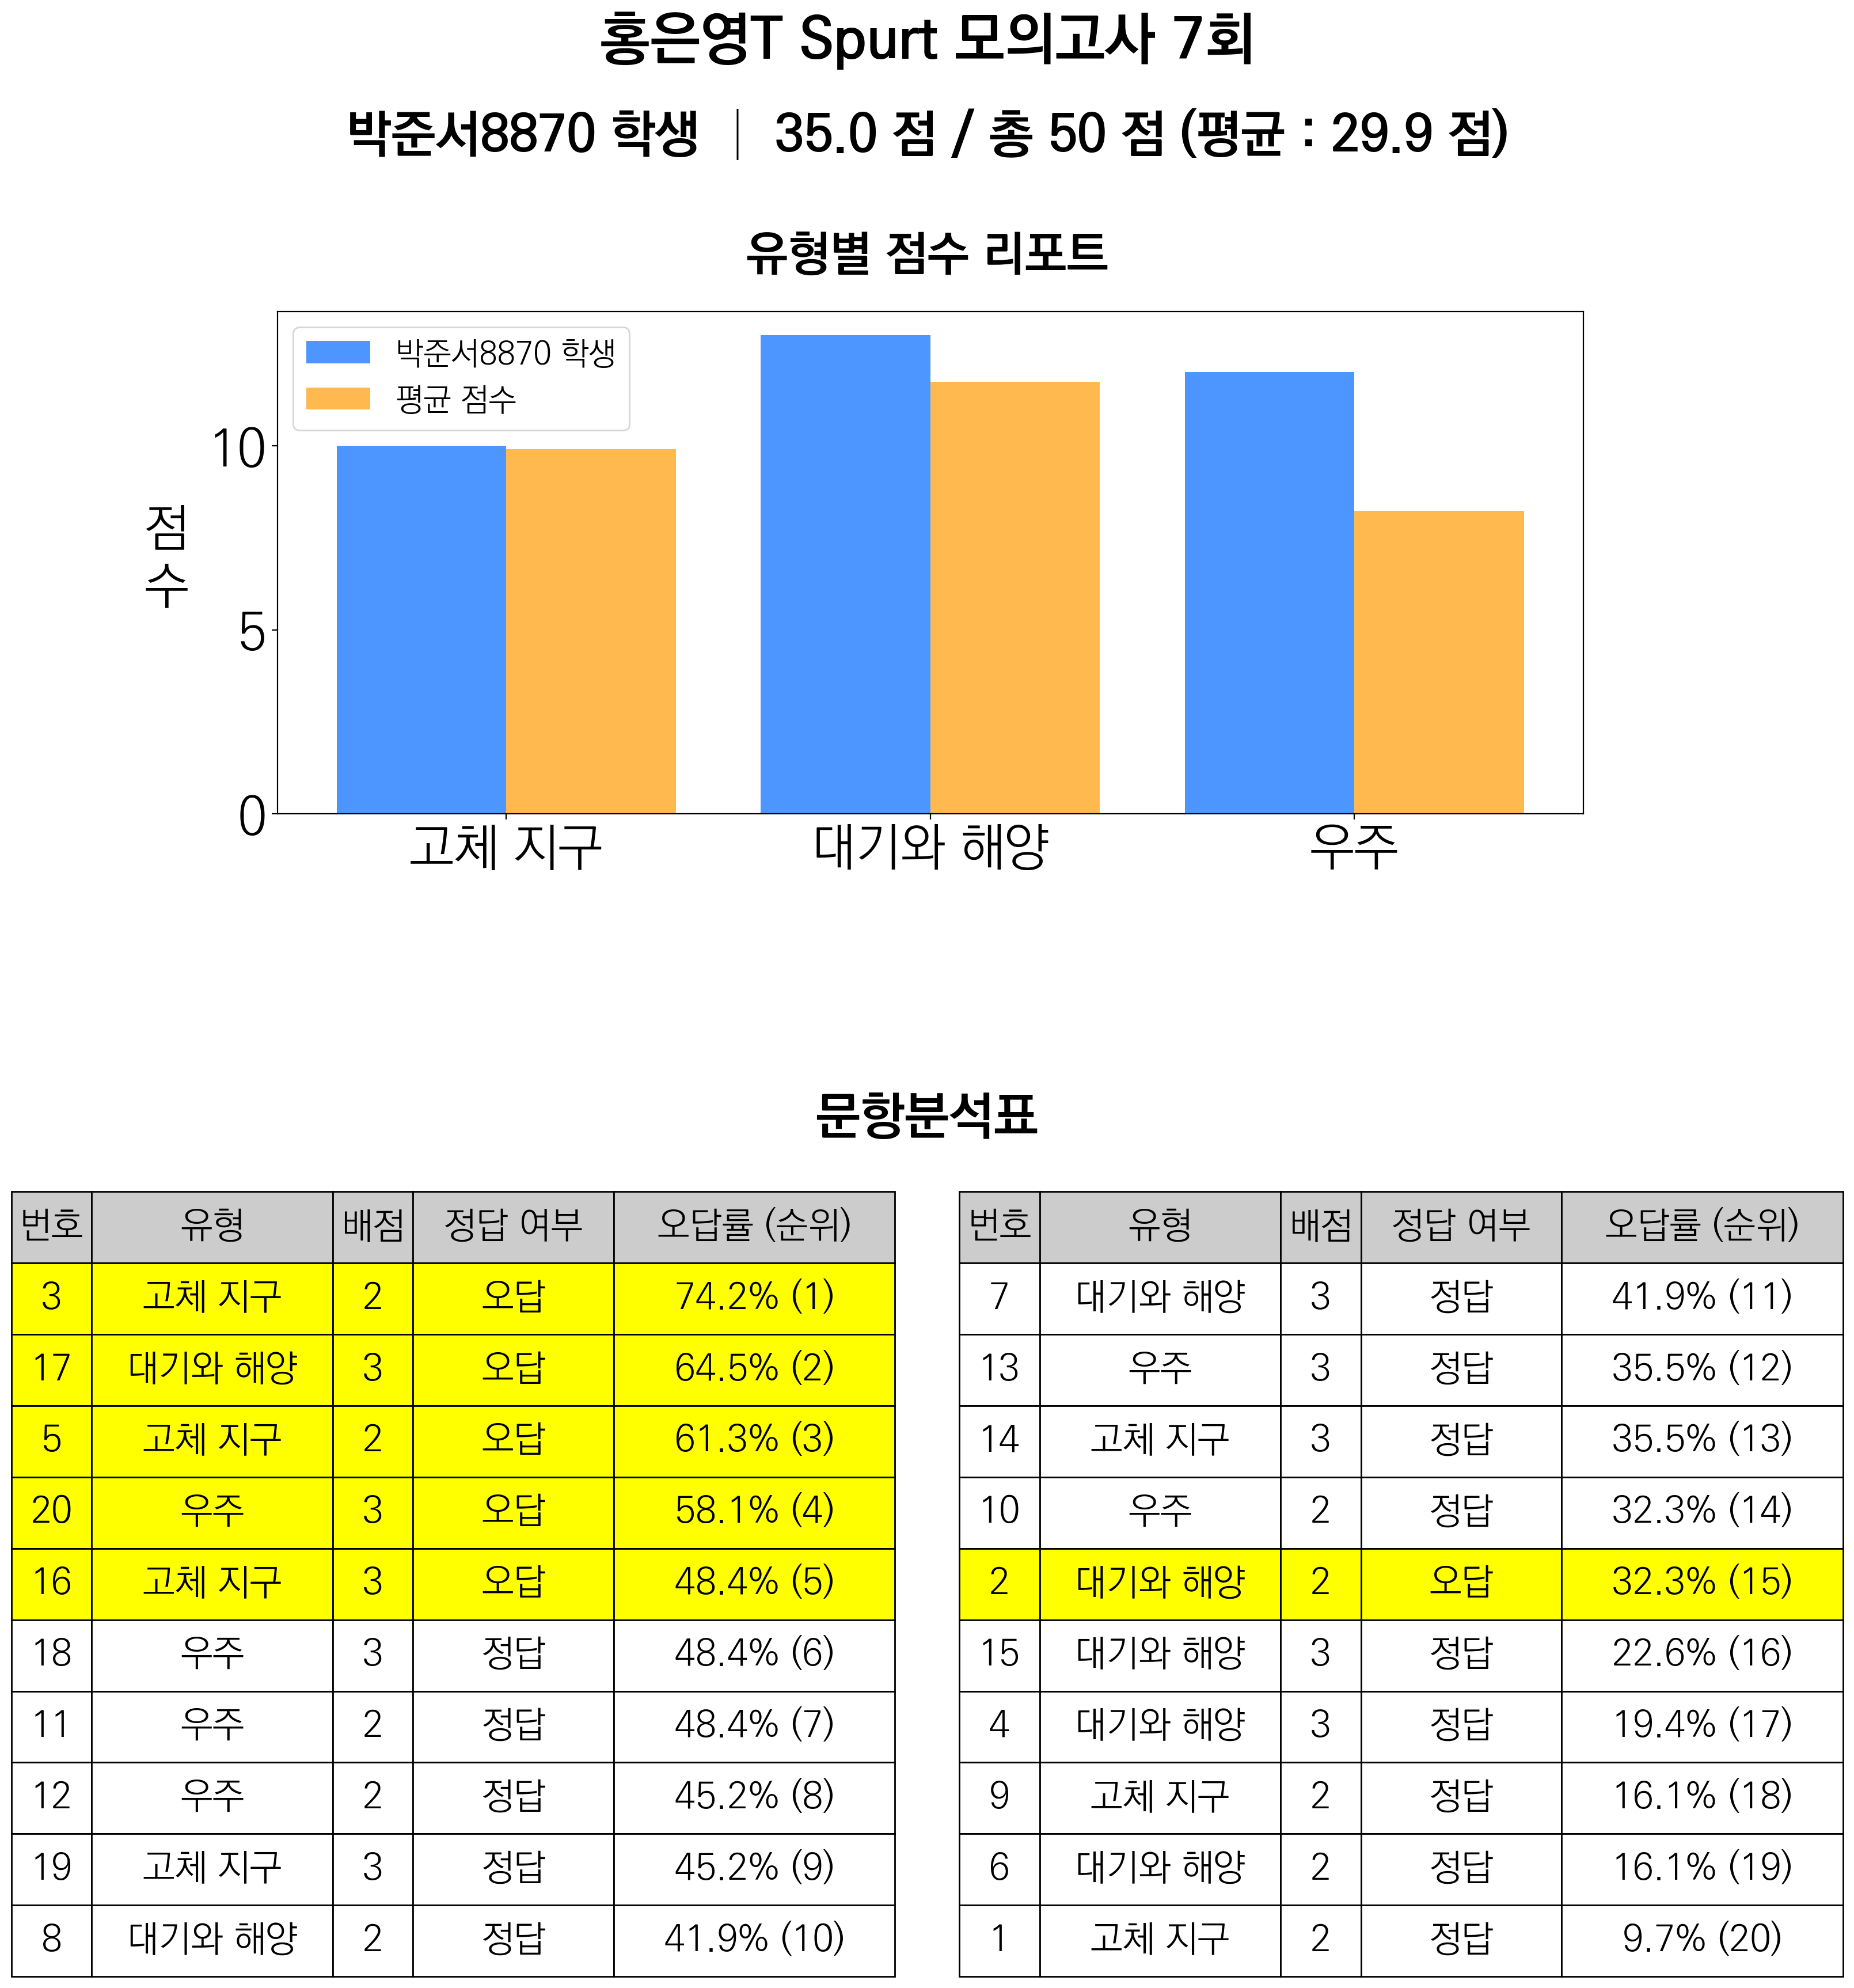 홍은영T Spurt 모의고사 7회
박준서8870 학생 | 35.0 점 / 총 50 점 (평균 : 29.9 점)
유형별 점수 리포트
박준서8870 학생
평균 점수
점
수
10
5
0
고체 지구 대기와 해양 우주
문항분석표
번호 유형 배점 정답 여부 오답률 (순위)
3 고체 지구 2 오답 74.2% (1)
17 대기와 해양 3 오답 64.5% (2)
5 고체 지구 2 오답 61.3% (3)
20 우주 3 오답 58.1% (4)
16 고체 지구 3 오답 48.4% (5)
18 우주 3 정답 48.4% (6)
11 우주 2 정답 48.4% (7)
12 우주 2 정답 45.2% (8)
19 고체 지구 3 정답 45.2% (9)
8 대기와 해양 2 정답 41.9% (10)
번호 유형 배점 정답 여부 오답률 (순위)
7 대기와 해양 3 정답 41.9% (11)
13 우주 3 정답 35.5% (12)
14 고체 지구 3 정답 35.5% (13)
10 우주 2 정답 32.3% (14)
2 대기와 해양 2 오답 32.3% (15)
15 대기와 해양 3 정답 22.6% (16)
4 대기와 해양 3 정답 19.4% (17)
9 고체 지구 2 정답 16.1% (18)
6 대기와 해양 2 정답 16.1% (19)
1 고체 지구 2 정답 9.7% (20)